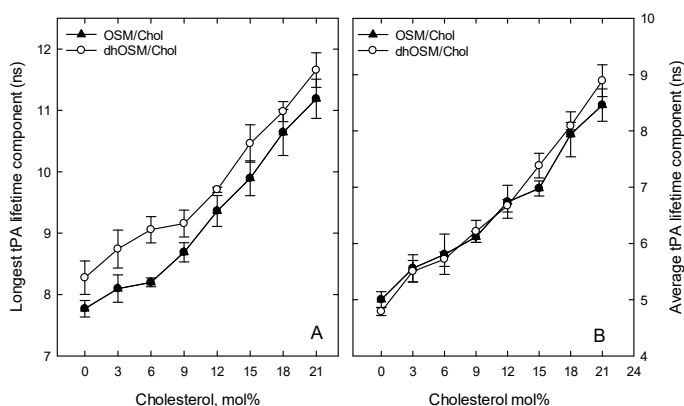 OSM/Chol
dhOSM/Chol
12
11
10
9
8
7
Longest tPA lifetime component (ns)
0 3 6 9 12 15 18 21
Cholesterol, mol%
A
OSM/Chol
dhOSM/Chol
10
9
8
7
6
5
4
Average tPA lifetime component (ns)
0 3 6 9 12 15 18 21 24
Cholesterol mol%
B